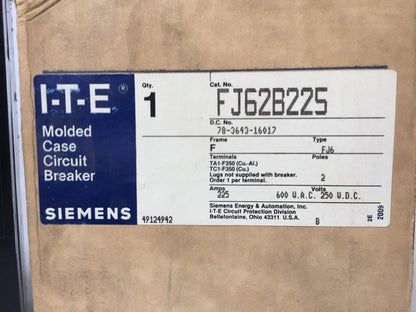 I-T-E®
Molded
Case
Circuit
Breaker
SIEMENS
Qty.
1
49124942
Cat. No.
FJ62B225
D.C. No.
78-3643-16017
Frame Type
F FJ6
Terminals Poles
TA1-F350 (Cu.-Al.)
TC1-F350 (Cu.)
Lugs not supplied with breaker. 2
Order 1 per terminal.
Amps Volts
225 600 V.A.C. 250 V.D.C.
Siemens Energy & Automation, Inc.
I-T-E Circuit Protection Division
Bellefontaine, Ohio 43311 U.S.A. B
2E 2009